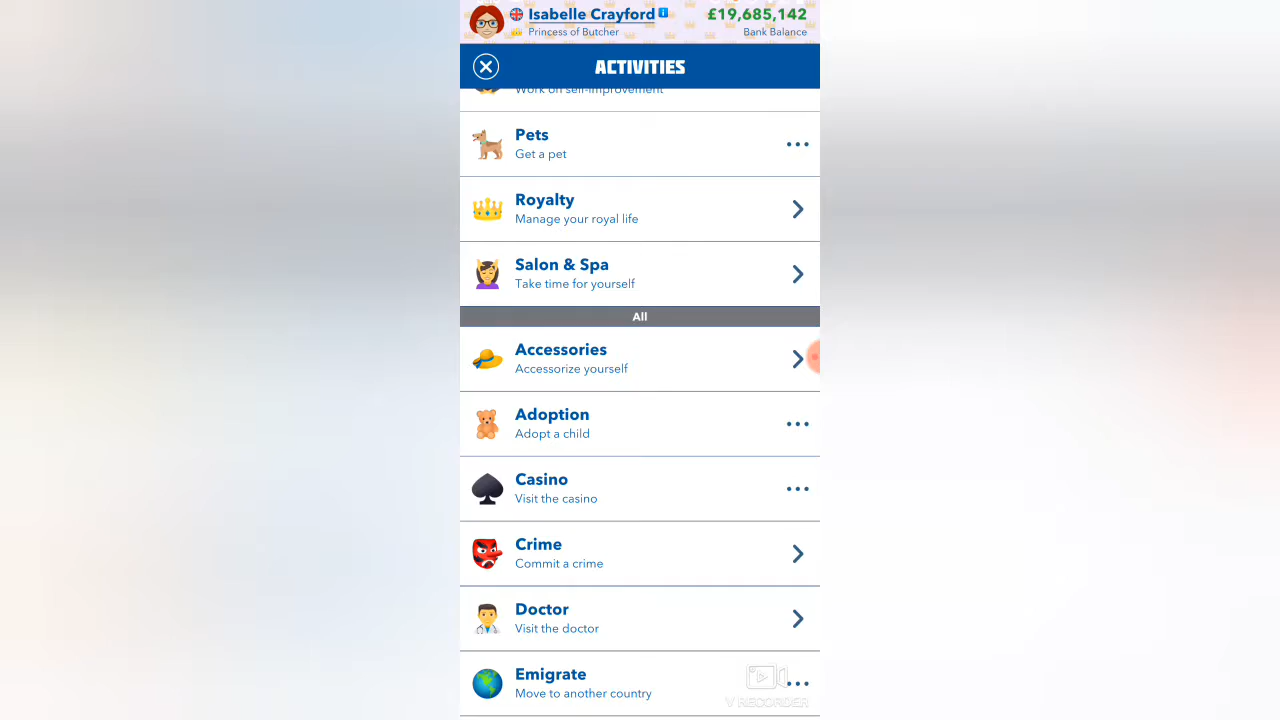 Isabelle Crayford
£19,685,142
Princess of Butcher
Bank Balance
ACTIVITIES
Work on self-improvement
Pets
Get a pet
Royalty
Manage your royal life
Salon & Spa
Take time for yourself
All
Accessories
Accessorize yourself
Adoption
Adopt a child
Casino
Visit the casino
Crime
Commit a crime
Doctor
Visit the doctor
Emigrate
Move to another country
V RECORDER